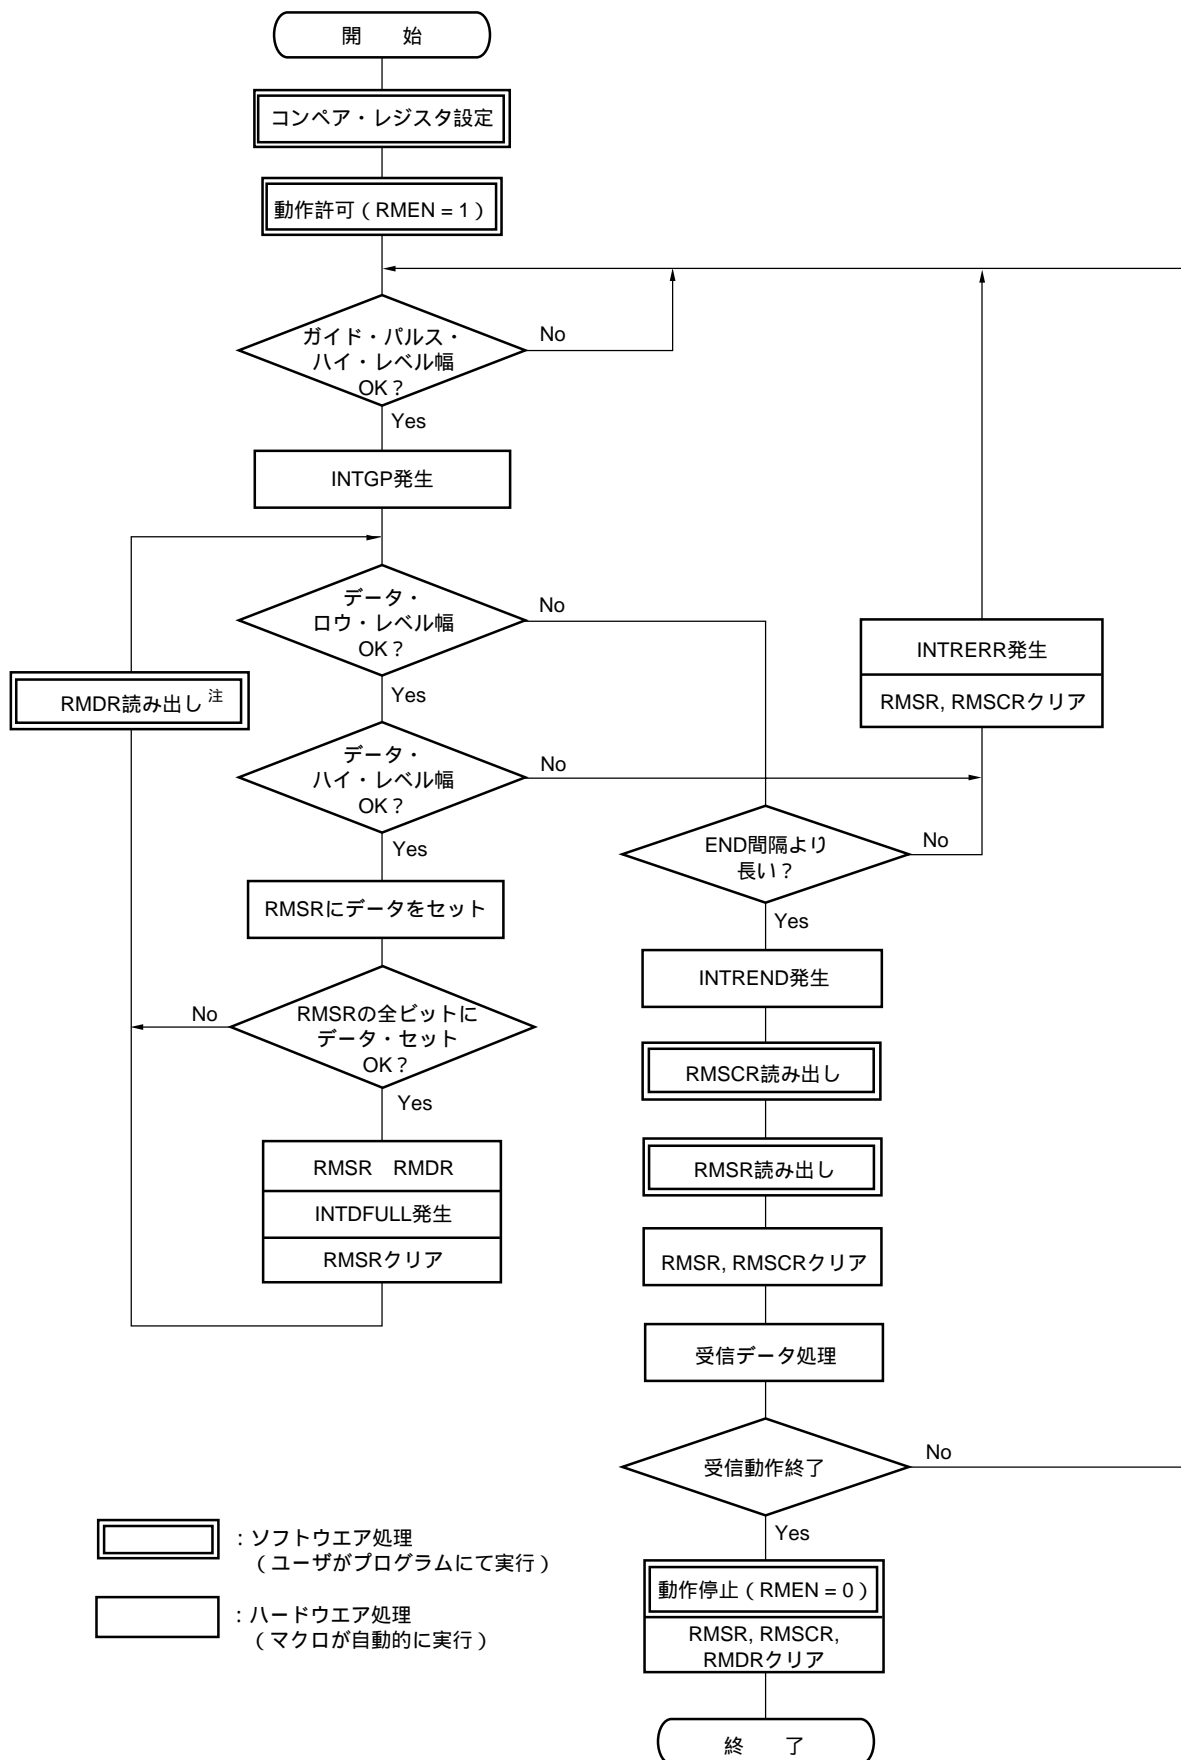 開　始
コンペア・レジスタ設定
動作許可（RMEN = 1）
ガイド・パルス・
ハイ・レベル幅
OK？
No
Yes
INTGP発生
データ・
ロウ・レベル幅
OK？
No
Yes
RMDR読み出し注
データ・
ハイ・レベル幅
OK？
No
Yes
INTRERR発生
RMSR, RMSCRクリア
END間隔より
長い？
No
Yes
RMSRにデータをセット
RMSRの全ビットに
データ・セット
OK？
No
Yes
RMSR　RMDR
INTDFULL発生
RMSRクリア
INTREND発生
RMSCR読み出し
RMSR読み出し
RMSR, RMSCRクリア
受信データ処理
受信動作終了
No
Yes
動作停止（RMEN = 0）
RMSR, RMSCR,
RMDRクリア
終　了
：ソフトウエア処理
（ユーザがプログラムにて実行）
：ハードウエア処理
（マクロが自動的に実行）